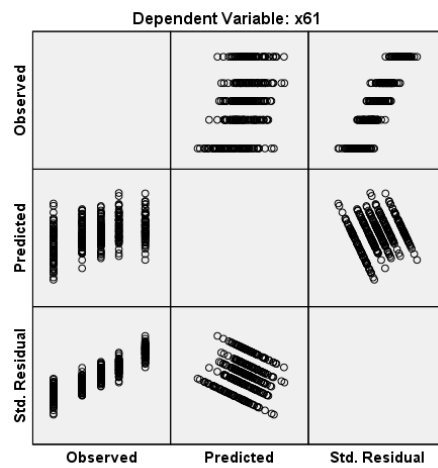 Dependent Variable: x61
Observed
Predicted
Std. Residual
Observed Predicted Std. Residual